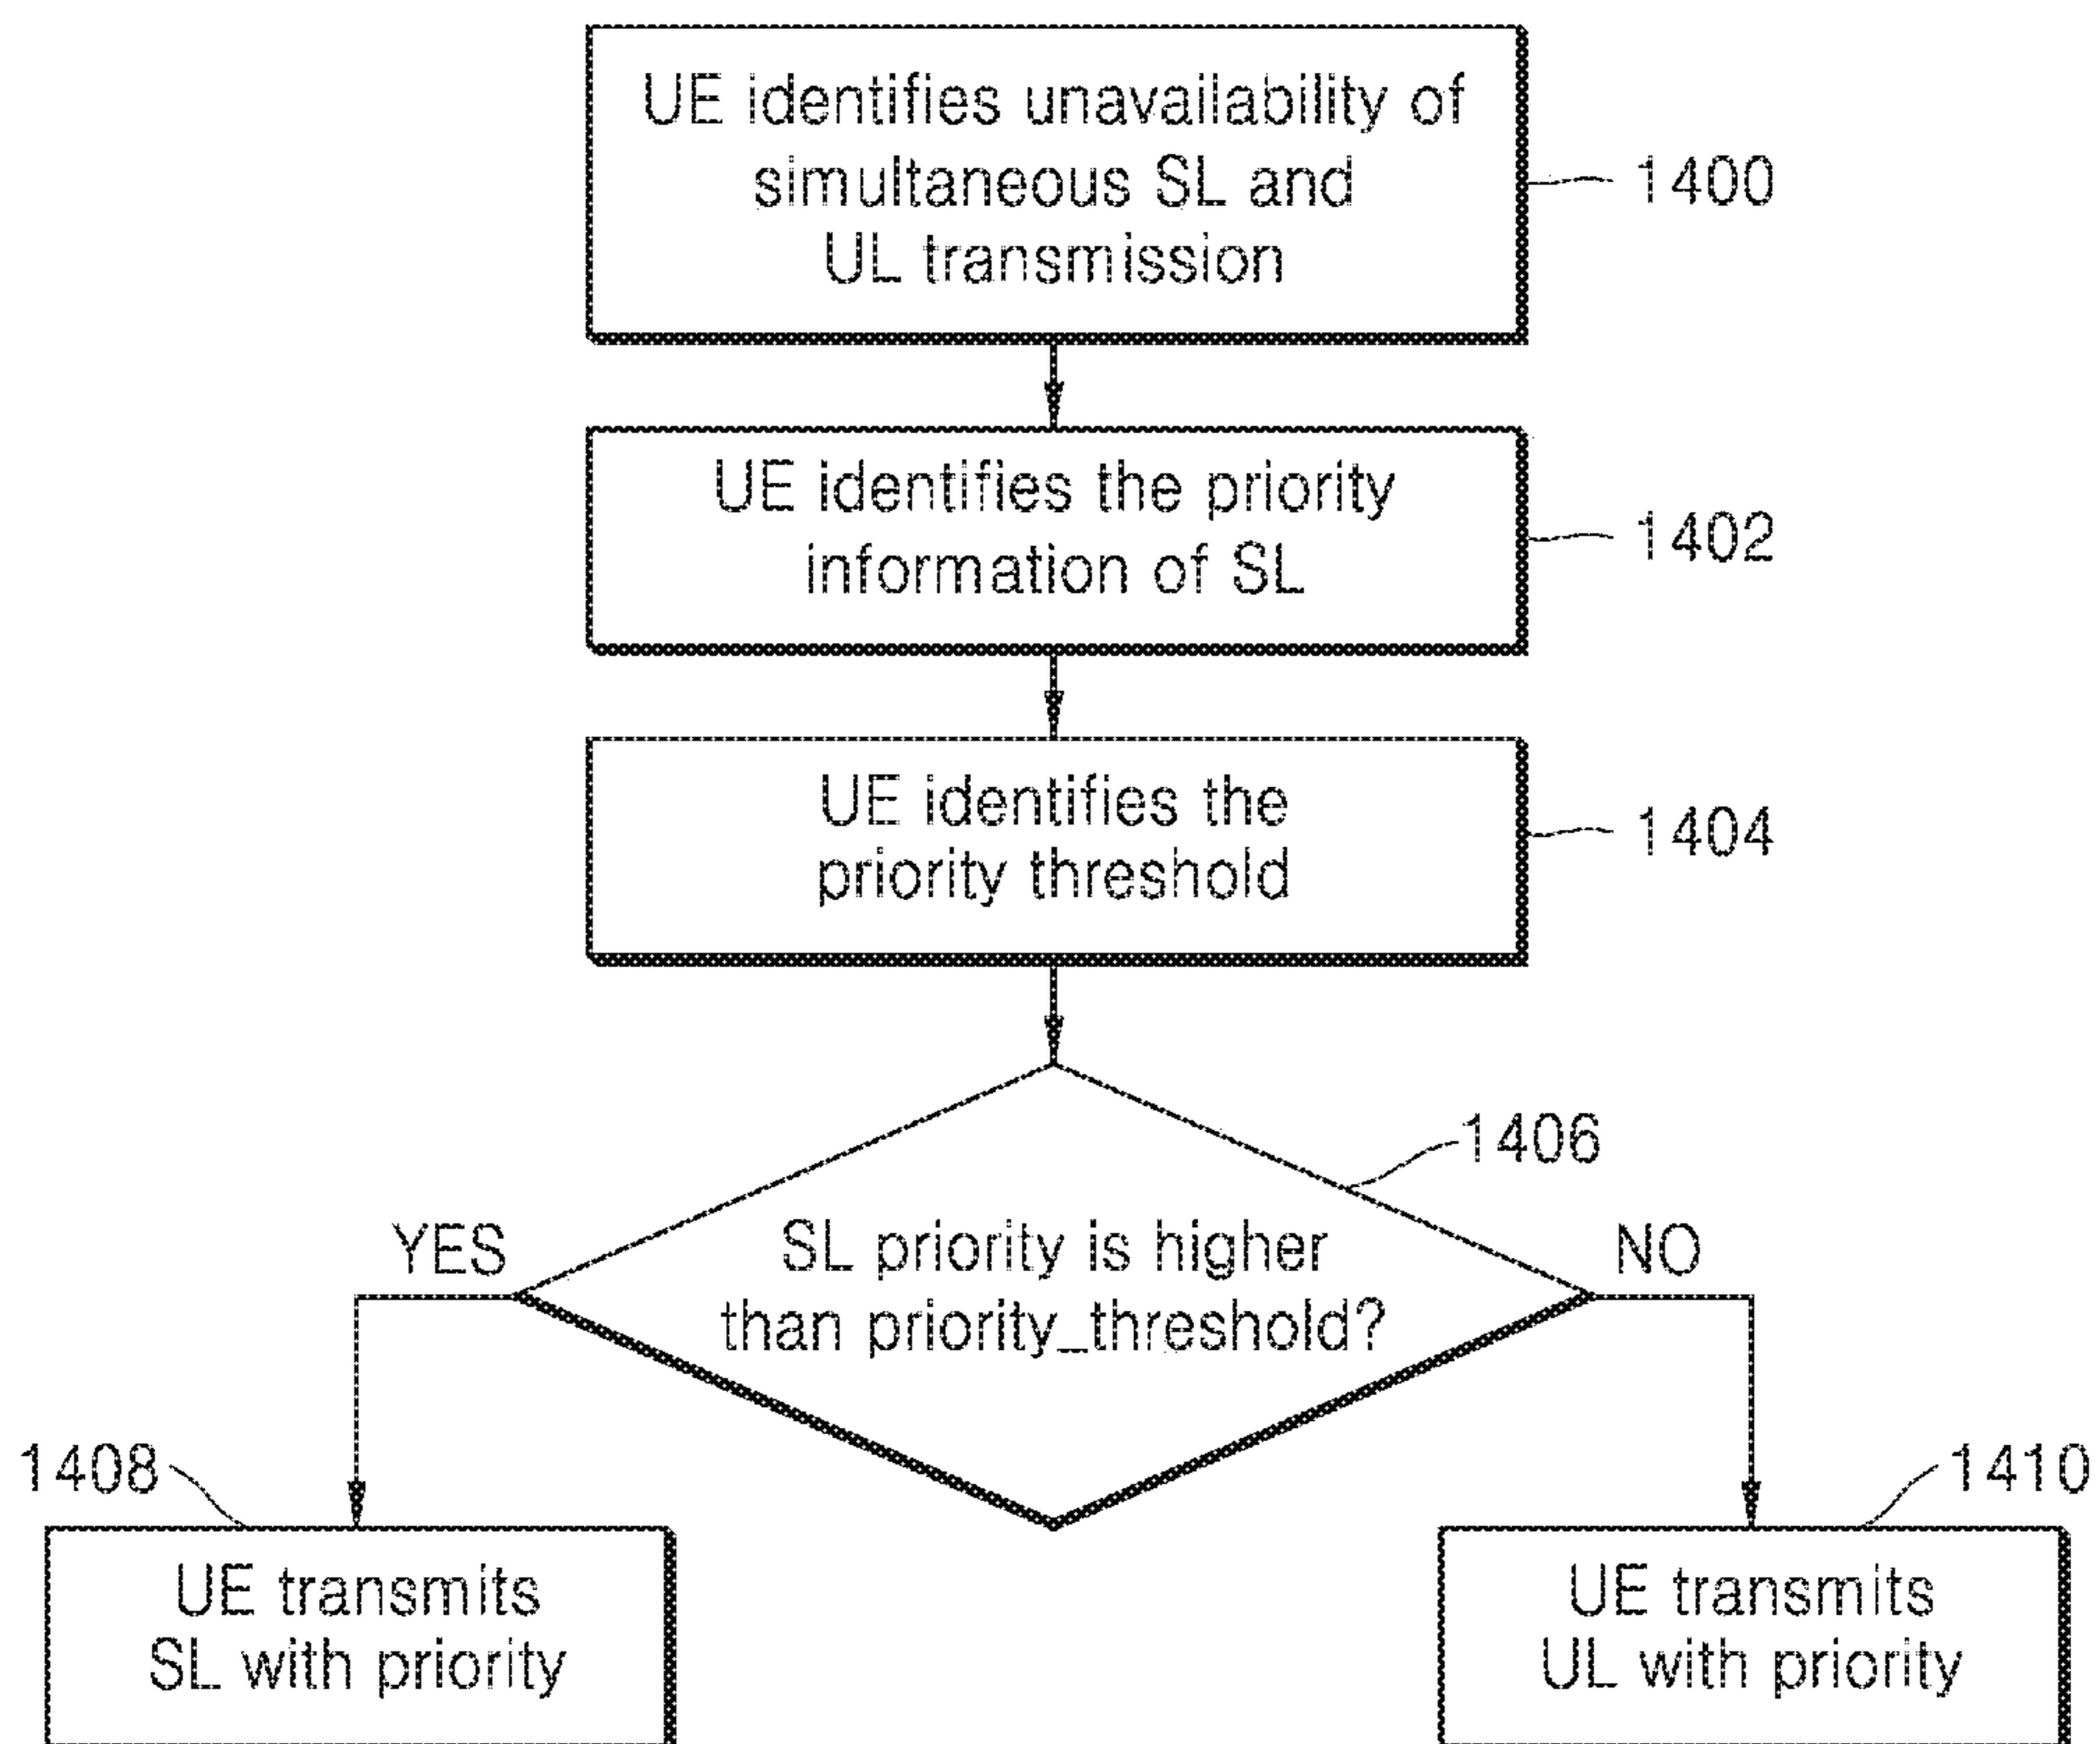 UE identifies unavailability of
simultaneous SL and
UL transmission
1400
UE identifies the priority
information of SL
1402
UE identifies the
priority threshold
1404
1406
SL priority is higher
than priority_threshold?
YES
NO
1408
UE transmits
SL with priority
1410
UE transmits
UL with priority